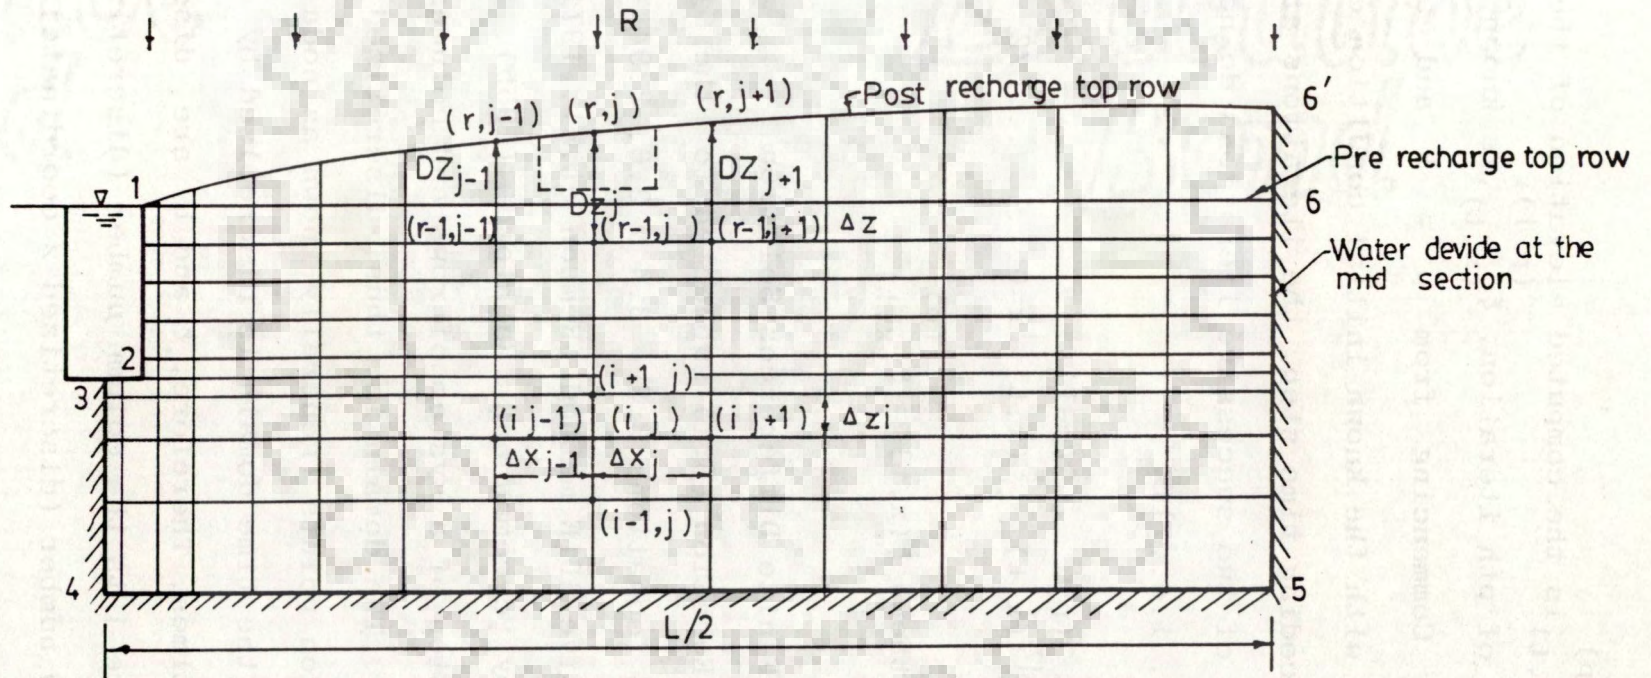 R
(r,j-1) (r,j) (r,j+1)
Post recharge top row
6'
DZj-1
DZ j+1
Pre recharge top row
1
Dzj
6
(r-1,j-1) (r-1,j ) (r-1,j+1) Δz
Water devide at the
mid section
2
(i +1 j)
3
(i j-1) (i j) (i j+1) Δzi
Δxj-1 Δxj
(i-1,j)
4
5
L/2